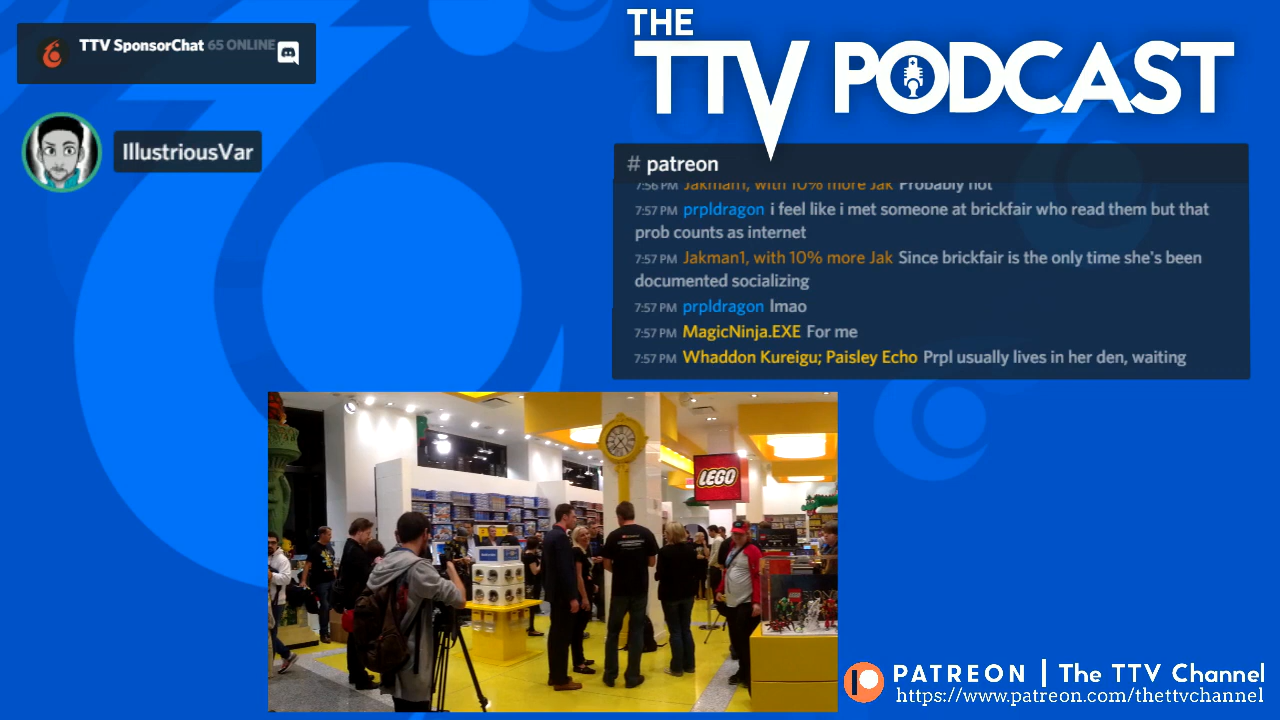 TTV SponsorChat 65 ONLINE
THE
TTV PODCAST
IllustriousVar
# patreon
7:56 PM Jakman1, with 10% more Jak Probably not
7:57 PM prpldragon i feel like i met someone at brickfair who read them but that
prob counts as internet
7:57 PM Jakman1, with 10% more Jak Since brickfair is the only time she's been
documented socializing
7:57 PM prpldragon lmao
7:57 PM MagicNinja.EXE For me
7:57 PM Whaddon Kureigu; Paisley Echo Prpl usually lives in her den, waiting
LEGO
PATREON | The TTV Channel
https://www.patreon.com/thettvchannel